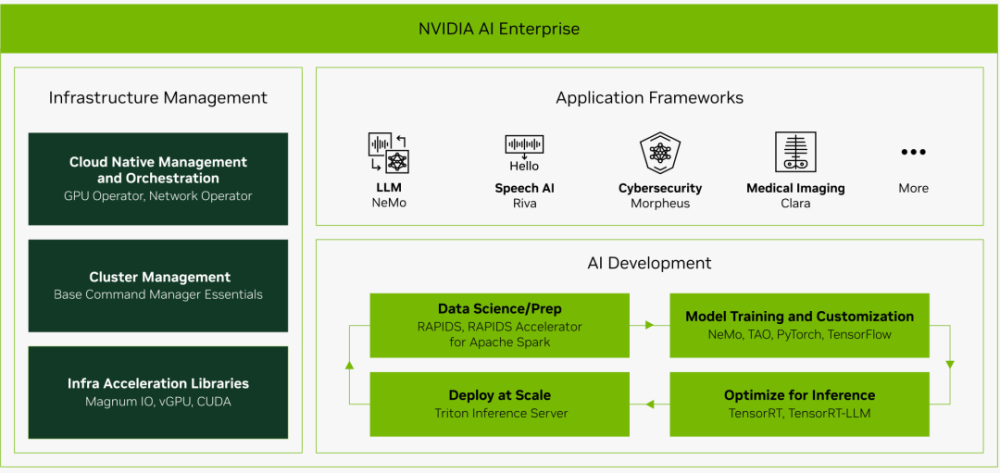 NVIDIA AI Enterprise
Infrastructure Management
Cloud Native Management
and Orchestration
GPU Operator, Network Operator
Cluster Management
Base Command Manager Essentials
Infra Acceleration Libraries
Magnum IO, vGPU, CUDA
Application Frameworks
LLM
NeMo
Hello
Speech AI
Riva
Cybersecurity
Morpheus
Medical Imaging
Clara
More
AI Development
Data Science/Prep
RAPIDS, RAPIDS Accelerator
for Apache Spark
Model Training and Customization
NeMo, TAO, PyTorch, TensorFlow
Deploy at Scale
Triton Inference Server
Optimize for Inference
TensorRT, TensorRT-LLM